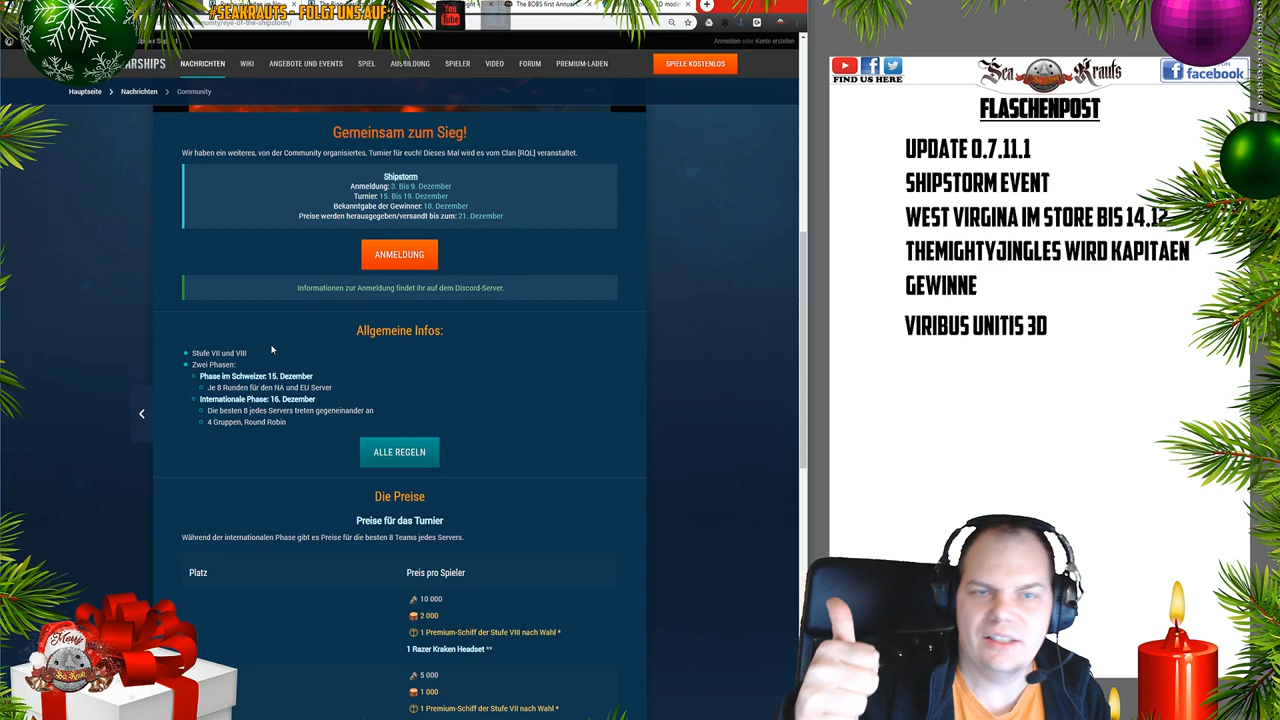 #SEAKRAUTS - FOLGT UNS AUF:
You Tube
The BOBS first Annual
NACHRICHTEN WIKI ANGEBOTE UND EVENTS SPIEL AUSBILDUNG SPIELER VIDEO FORUM PREMIUM-LADEN SPIELE KOSTENLOS
Anmelden oder Konto erstellen
Hauptseite > Nachrichten > Community
Gemeinsam zum Sieg!
Wir haben ein weiteres, von der Community organisiertes, Turnier für euch! Dieses Mal wird es vom Clan [RQL] veranstaltet.
Shipstorm
Anmeldung: 3. Bis 9. Dezember
Turnier: 15. Bis 19. Dezember
Bekanntgabe der Gewinner: 18. Dezember
Preise werden herausgegeben/versandt bis zum: 21. Dezember
ANMELDUNG
Informationen zur Anmeldung findet ihr auf dem Discord-Server.
Allgemeine Infos:
Stufe VII und VIII
Zwei Phasen:
Phase im Schweizer: 15. Dezember
Je 8 Runden für den NA und EU Server
Internationale Phase: 16. Dezember
Die besten 8 jedes Servers treten gegeneinander an
4 Gruppen, Round Robin
ALLE REGELN
Die Preise
Preise für das Turnier
Während der internationalen Phase gibt es Preise für die besten 8 Teams jedes Servers.
Platz Preis pro Spieler
10 000
2 000
1 Premium-Schiff der Stufe VIII nach Wahl *
1 Razer Kraken Headset **
5 000
1 000
1 Premium-Schiff der Stufe VII nach Wahl *
Merry
FIND US HERE
Sea Krauts
facebook
FLASCHENPOST
UPDATE 0.7.11.1
SHIPSTORM EVENT
WEST VIRGINA IM STORE BIS 14.12
THEMIGHTYJINGLES WIRD KAPITAEN
GEWINNE
VIRIBUS UNITIS 3D